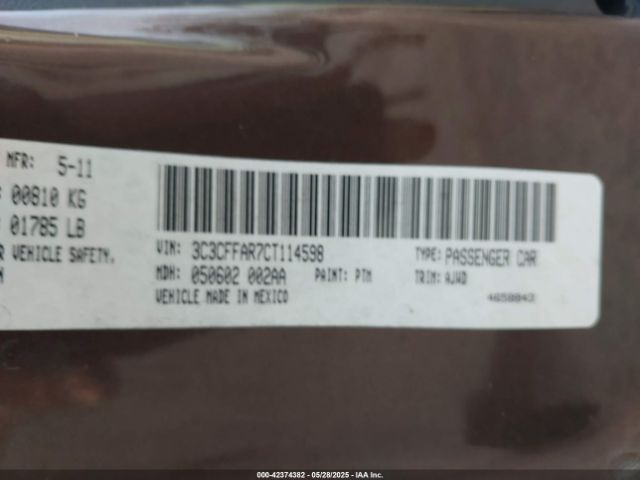 MFR: 5-11
00810 KG
01785 LB
VEHICLE SAFETY.
VIN: 3C3CFFAR7CT114598 TYPE: PASSENGER CAR
MDH: 050602 002AA PAINT: PTM TRIM: AJWD
VEHICLE MADE IN MEXICO 4658843
000-42374382 | 05/28/2025 - IAA Inc.